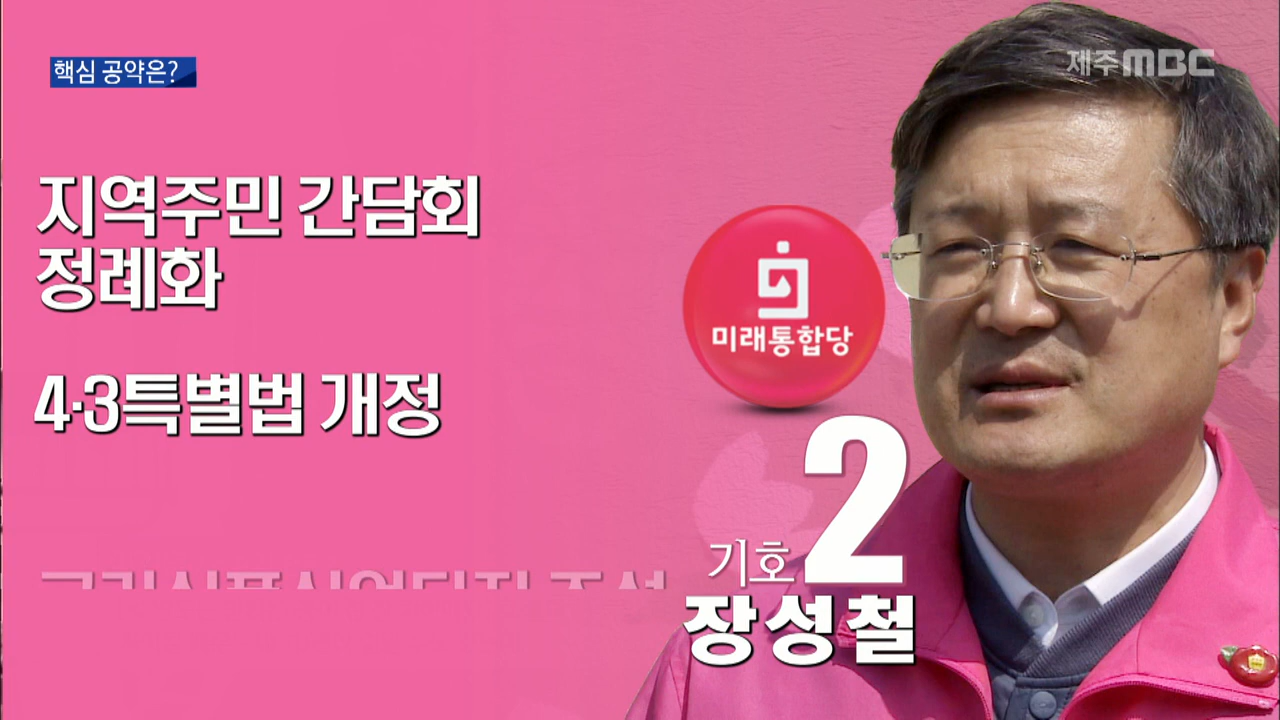 핵심 공약은?
제주MBC
지역주민 간담회
정례화
4·3특별법 개정
미래통합당
기호 2
장성철